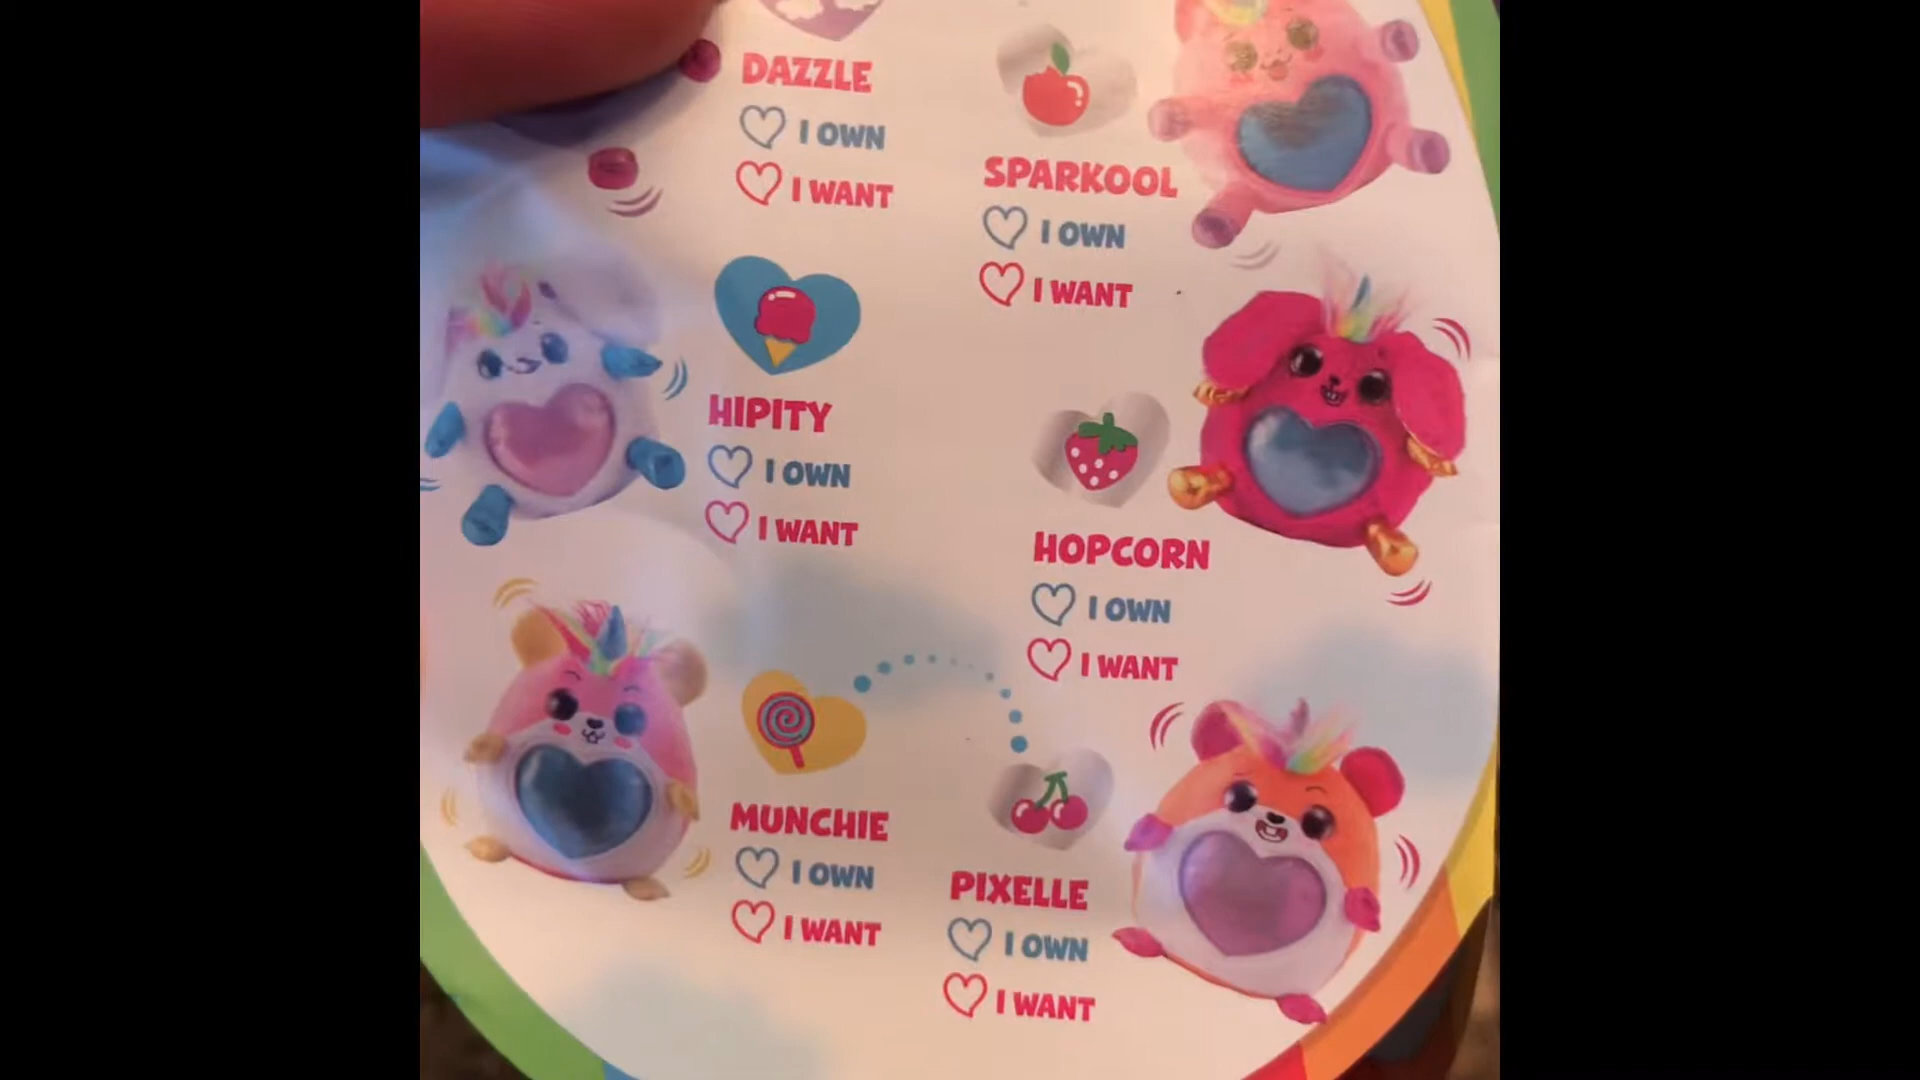 DAZZLE
I OWN
I WANT
SPARKOOL
I OWN
I WANT
HIPITY
I OWN
I WANT
HOPCORN
I OWN
I WANT
MUNCHIE
I OWN
I WANT
PIXELLE
I OWN
I WANT